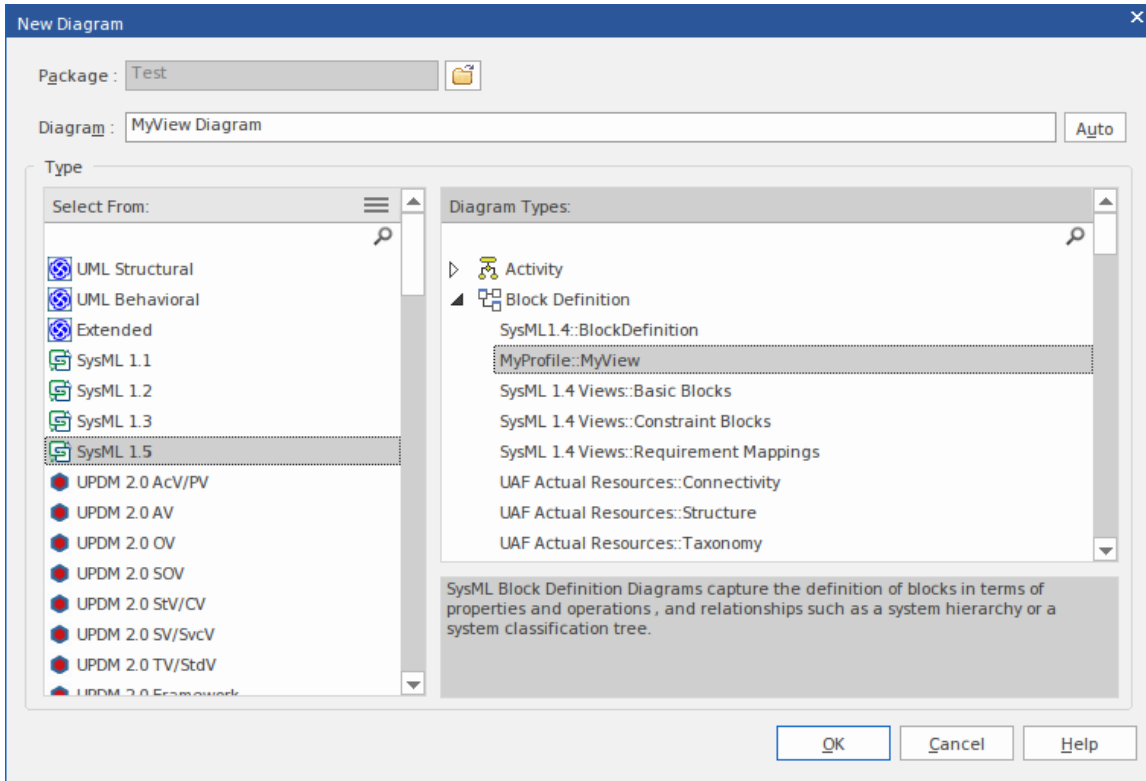 New Diagram
Package : Test
Diagram : MyView Diagram Auto
Type
Select From:
UML Structural
UML Behavioral
Extended
SysML 1.1
SysML 1.2
SysML 1.3
SysML 1.5
UPDM 2.0 AcV/PV
UPDM 2.0 AV
UPDM 2.0 OV
UPDM 2.0 SOV
UPDM 2.0 StV/CV
UPDM 2.0 SV/SvcV
UPDM 2.0 TV/StdV
UPDM 2.0 Framework
Diagram Types:
Activity
Block Definition
SysML1.4::BlockDefinition
MyProfile::MyView
SysML 1.4 Views::Basic Blocks
SysML 1.4 Views::Constraint Blocks
SysML 1.4 Views::Requirement Mappings
UAF Actual Resources::Connectivity
UAF Actual Resources::Structure
UAF Actual Resources::Taxonomy
SysML Block Definition Diagrams capture the definition of blocks in terms of
properties and operations , and relationships such as a system hierarchy or a
system classification tree.
OK Cancel Help